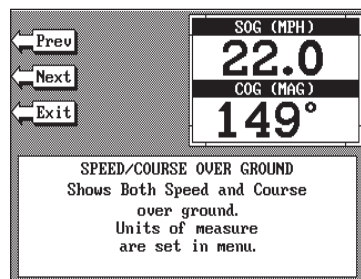 Prev
Next
Exit
SOG (MPH)
22.0
COG (MAG)
149°
SPEED/COURSE OVER GROUND
Shows Both Speed and Course
over ground.
Units of measure
are set in menu.